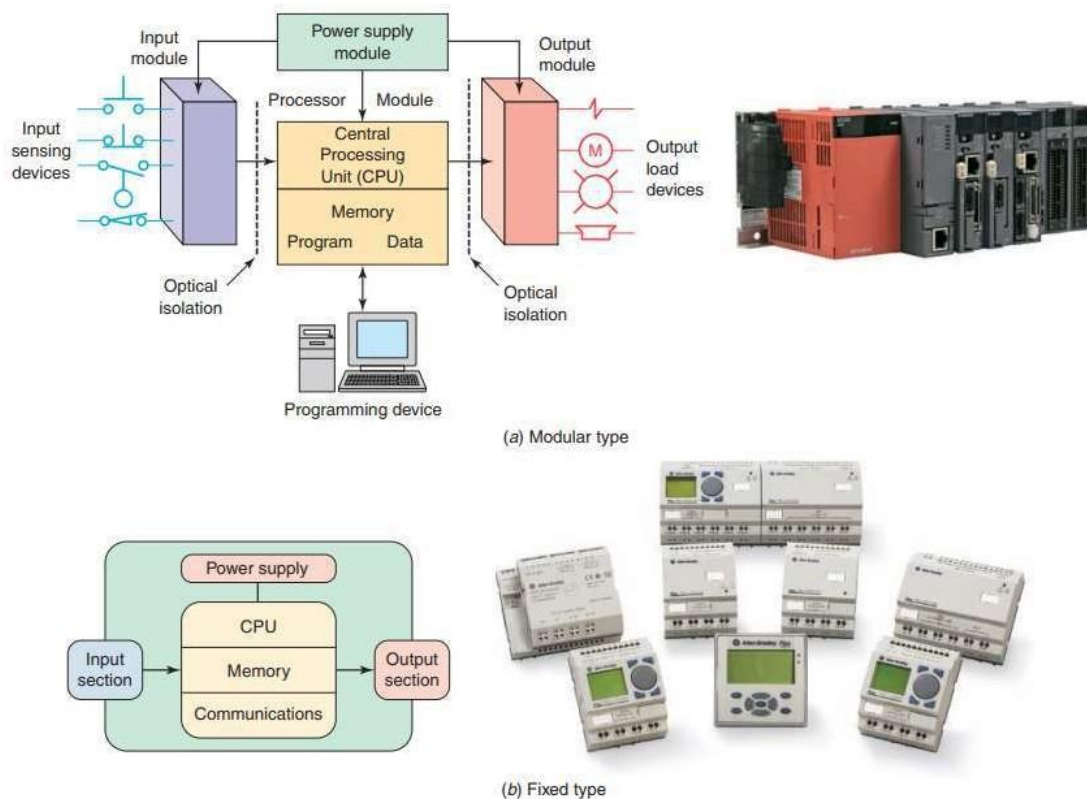 Power supply
module
Input
module
Output
module
Processor Module
Input
sensing
devices
Central
Processing
Unit (CPU)
Memory
Program Data
M
Output
load
devices
Optical
isolation
Optical
isolation
Programming device
(a) Modular type
Power supply
CPU
Input
section
Memory
Output
section
Communications
Allen-Bradley
(b) Fixed type